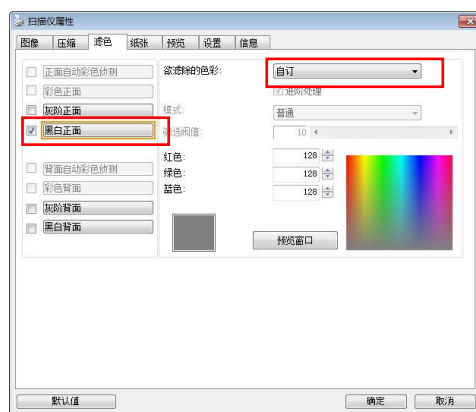 扫描仪属性
图像 压缩 滤色 纸张 预览 设置 信息
正面自动彩色侦测 欲滤除的色彩: 自订
彩色正面 进阶处理
灰阶正面 模式: 普通
黑白正面 筛选阀值: 10
红色: 128
背面自动彩色侦测 绿色: 128
彩色背面 蓝色: 128
灰阶背面
黑白背面 预览窗口
默认值 确定 取消